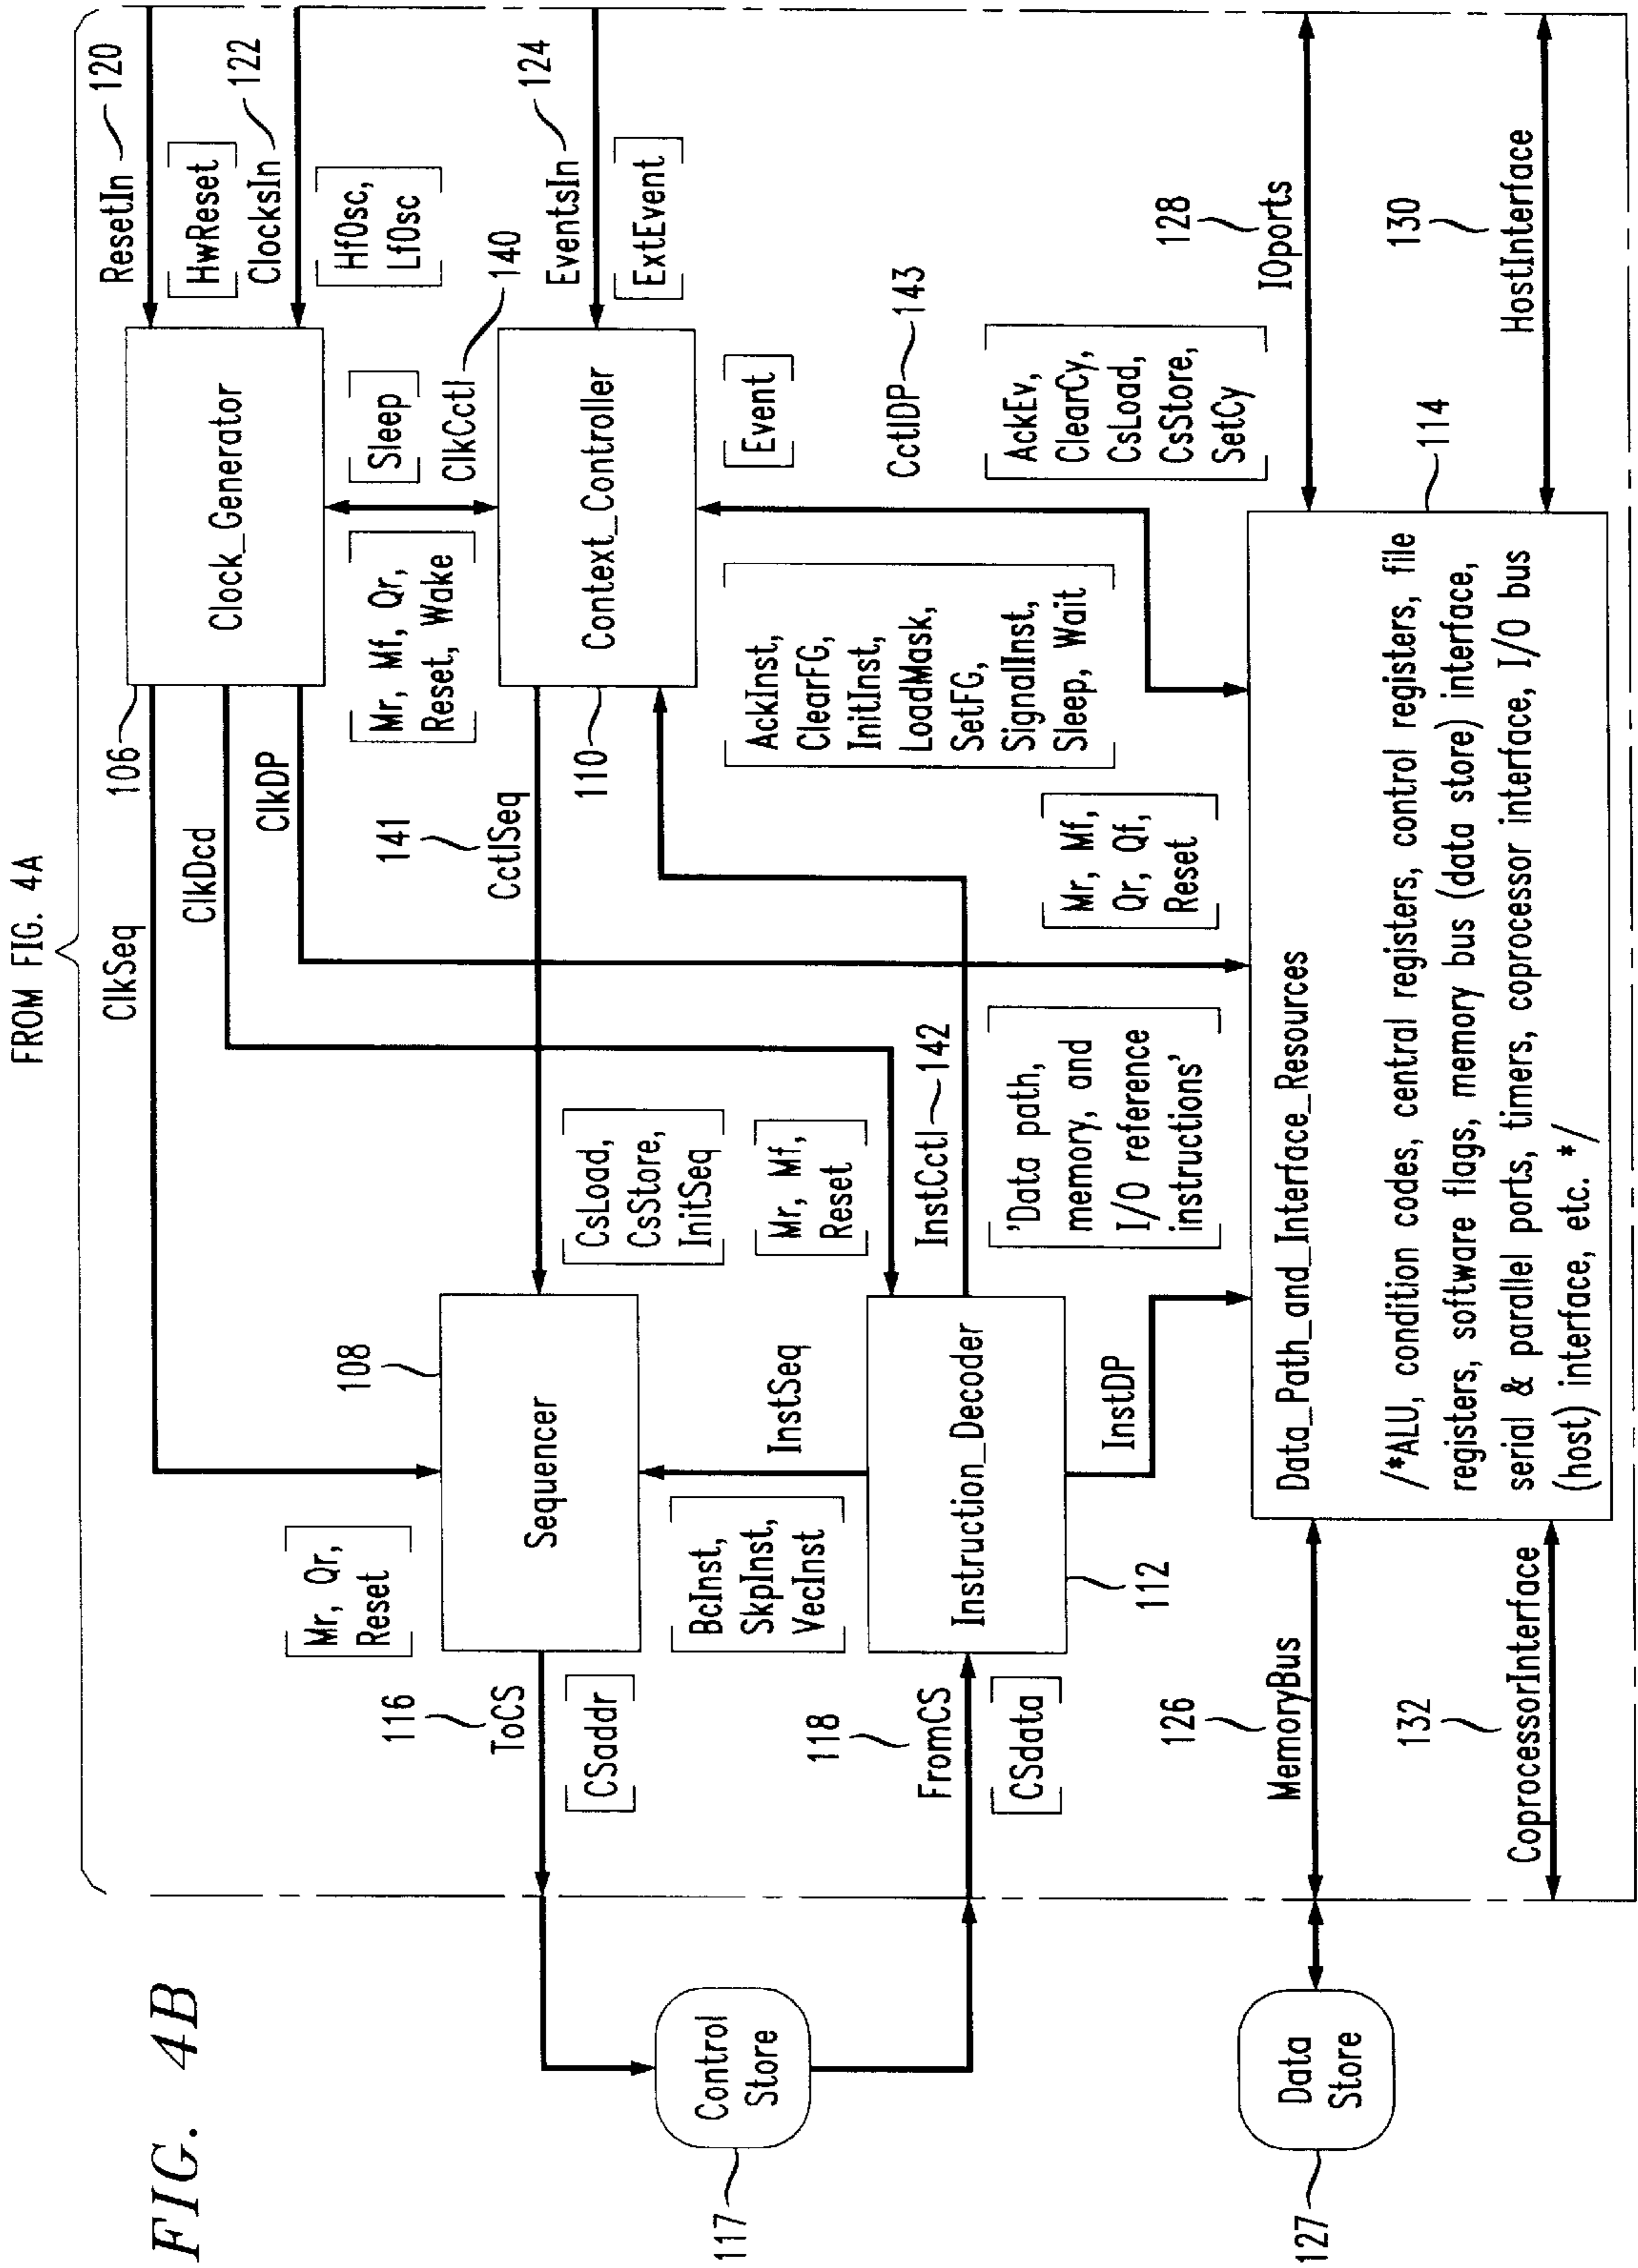 FIG. 4B
FROM FIG. 4A
ResetIn
120
[HwReset]
ClocksIn
122
[HfOsc,
LfOsc]
EventsIn
124
[ExtEvent]
106
Clock_Generator
ClkSeq
ClkDcd
ClkDP
[Mr, Mf, Qr,
Reset, Wake]
[Sleep]
ClkCctl
140
110
Context_Controller
141
CctlSeq
[CsLoad,
CsStore,
InitSeq]
[Event]
CctlDP
143
[AckEv,
ClearCy,
CsLoad,
CsStore,
SetCy]
[AckInst,
ClearFG,
InitInst,
LoadMask,
SetFG,
SignalInst,
Sleep, Wait]
[Mr, Mf,
Qr, Qf,
Reset]
[Mr, Qr,
Reset]
108
Sequencer
116
ToCS
[CSaddr]
[BcInst,
SkpInst,
VecInst]
InstSeq
[Mr, Mf,
Reset]
InstCctl
142
Instruction_Decoder
112
118
FromCS
[CSdata]
InstDP
['Data path,
memory, and
I/O reference
instructions']
Control
Store
117
Data
Store
127
126
MemoryBus
132
CoprocessorInterface
128
IOports
130
HostInterface
114
Data_Path_and_Interface_Resources
/*ALU, condition codes, central registers, control registers, file
registers, software flags, memory bus (data store) interface,
serial & parallel ports, timers, coprocessor interface, I/O bus
(host) interface, etc. */